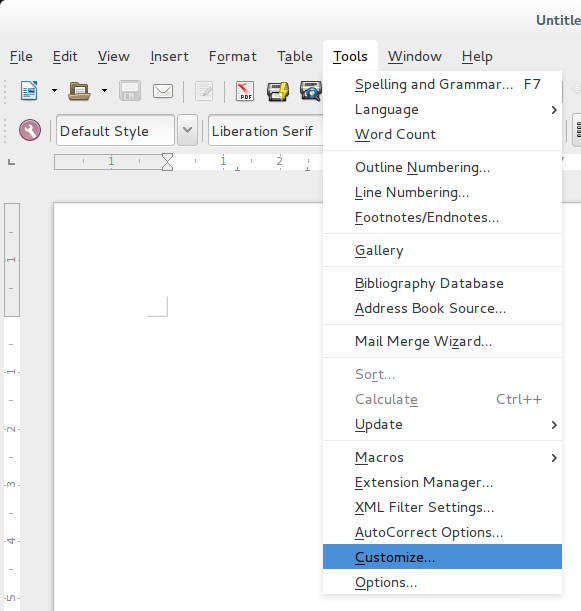 Untitle
File Edit View Insert Format Table Tools Window Help
PDF
Default Style Liberation Serif
1 1 2
Spelling and Grammar... F7
Language
Word Count
Outline Numbering...
Line Numbering...
Footnotes/Endnotes...
Gallery
Bibliography Database
Address Book Source...
Mail Merge Wizard...
Sort...
Calculate Ctrl++
Update
Macros
Extension Manager...
XML Filter Settings...
AutoCorrect Options...
Customize...
Options...
1
1
2
3
4
5